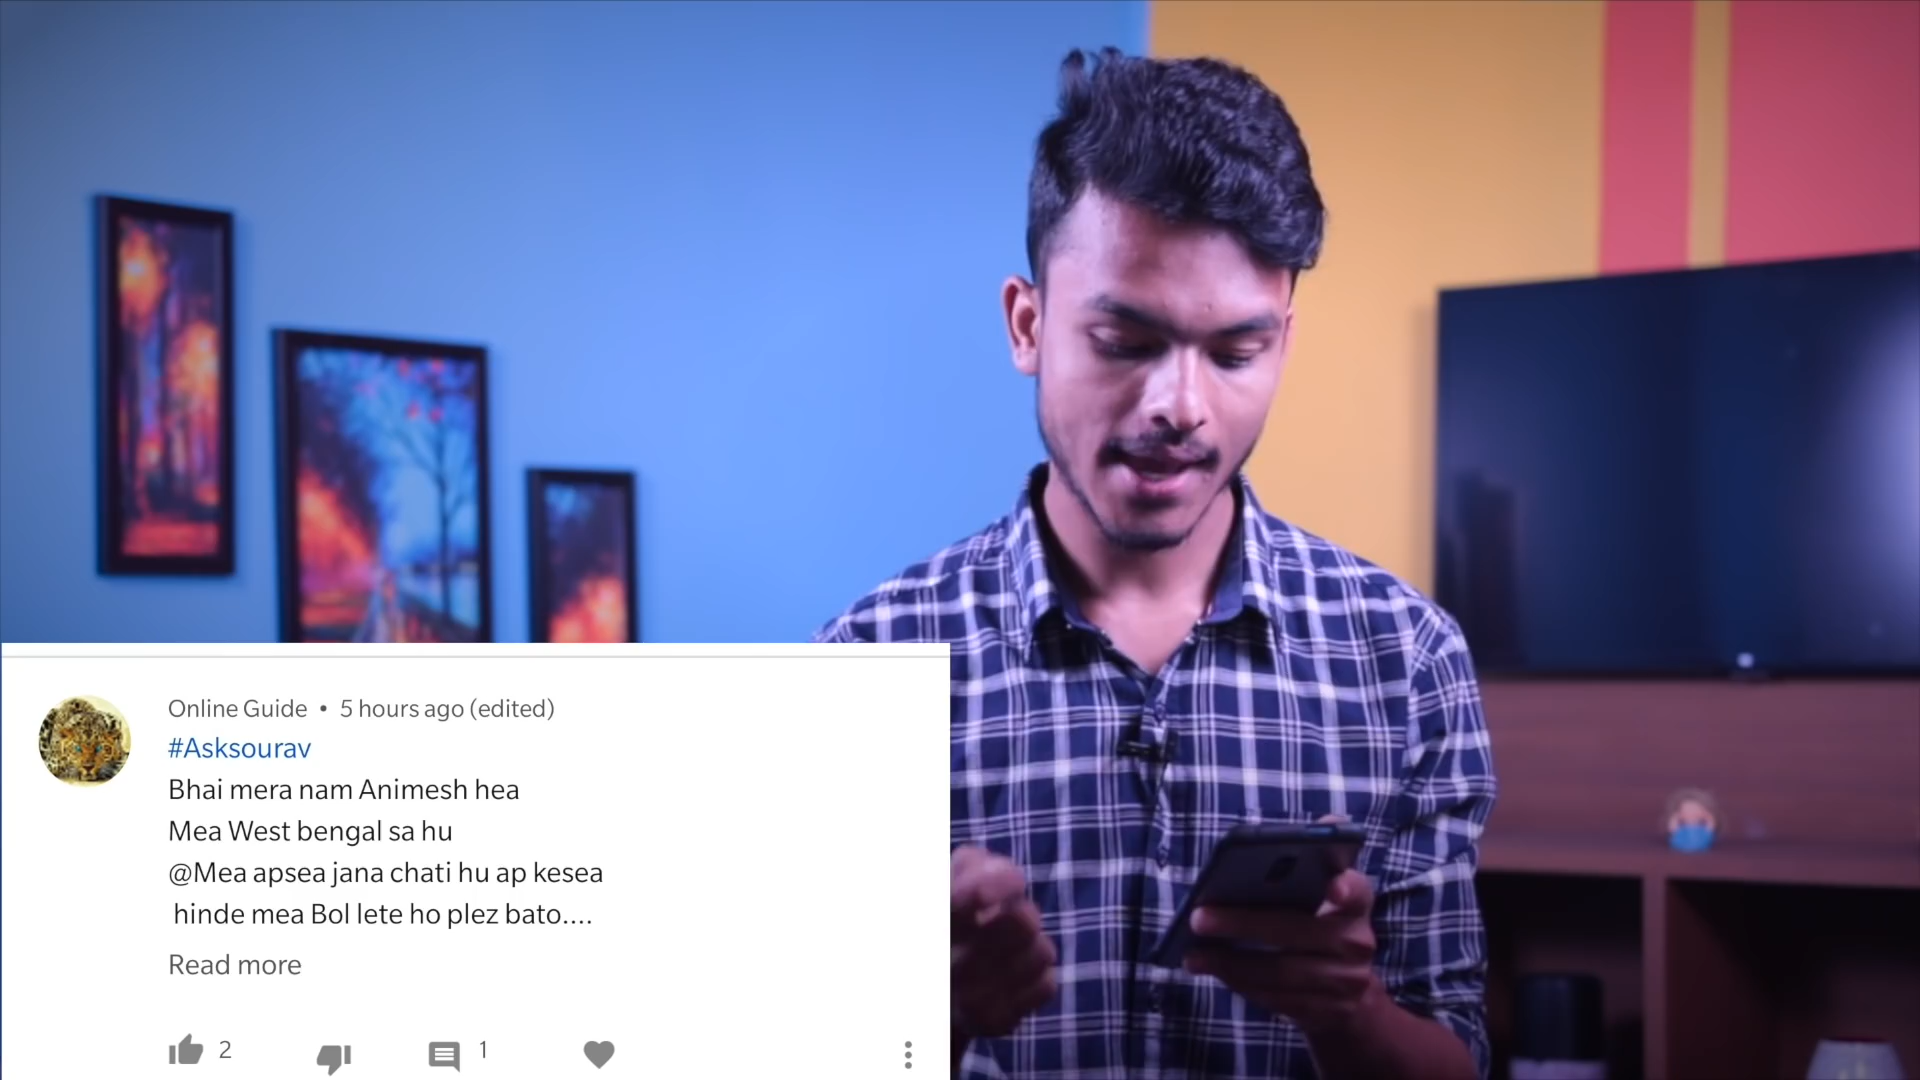 Online Guide • 5 hours ago (edited)
#Asksourav
Bhai mera nam Animesh hea
Mea West bengal sa hu
@Mea apsea jana chati hu ap kesea
hinde mea Bol lete ho plez bato....
Read more
2
1